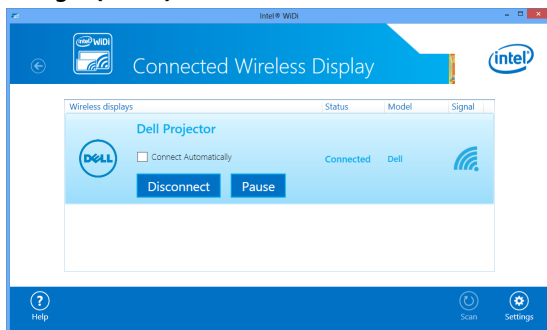 Intel® WiDi
intel WiDi
Connected Wireless Display
intel
Wireless displays Status Model Signal
Dell Projector
DELL
Connect Automatically
Connected Dell
Disconnect Pause
?
Help Scan Settings